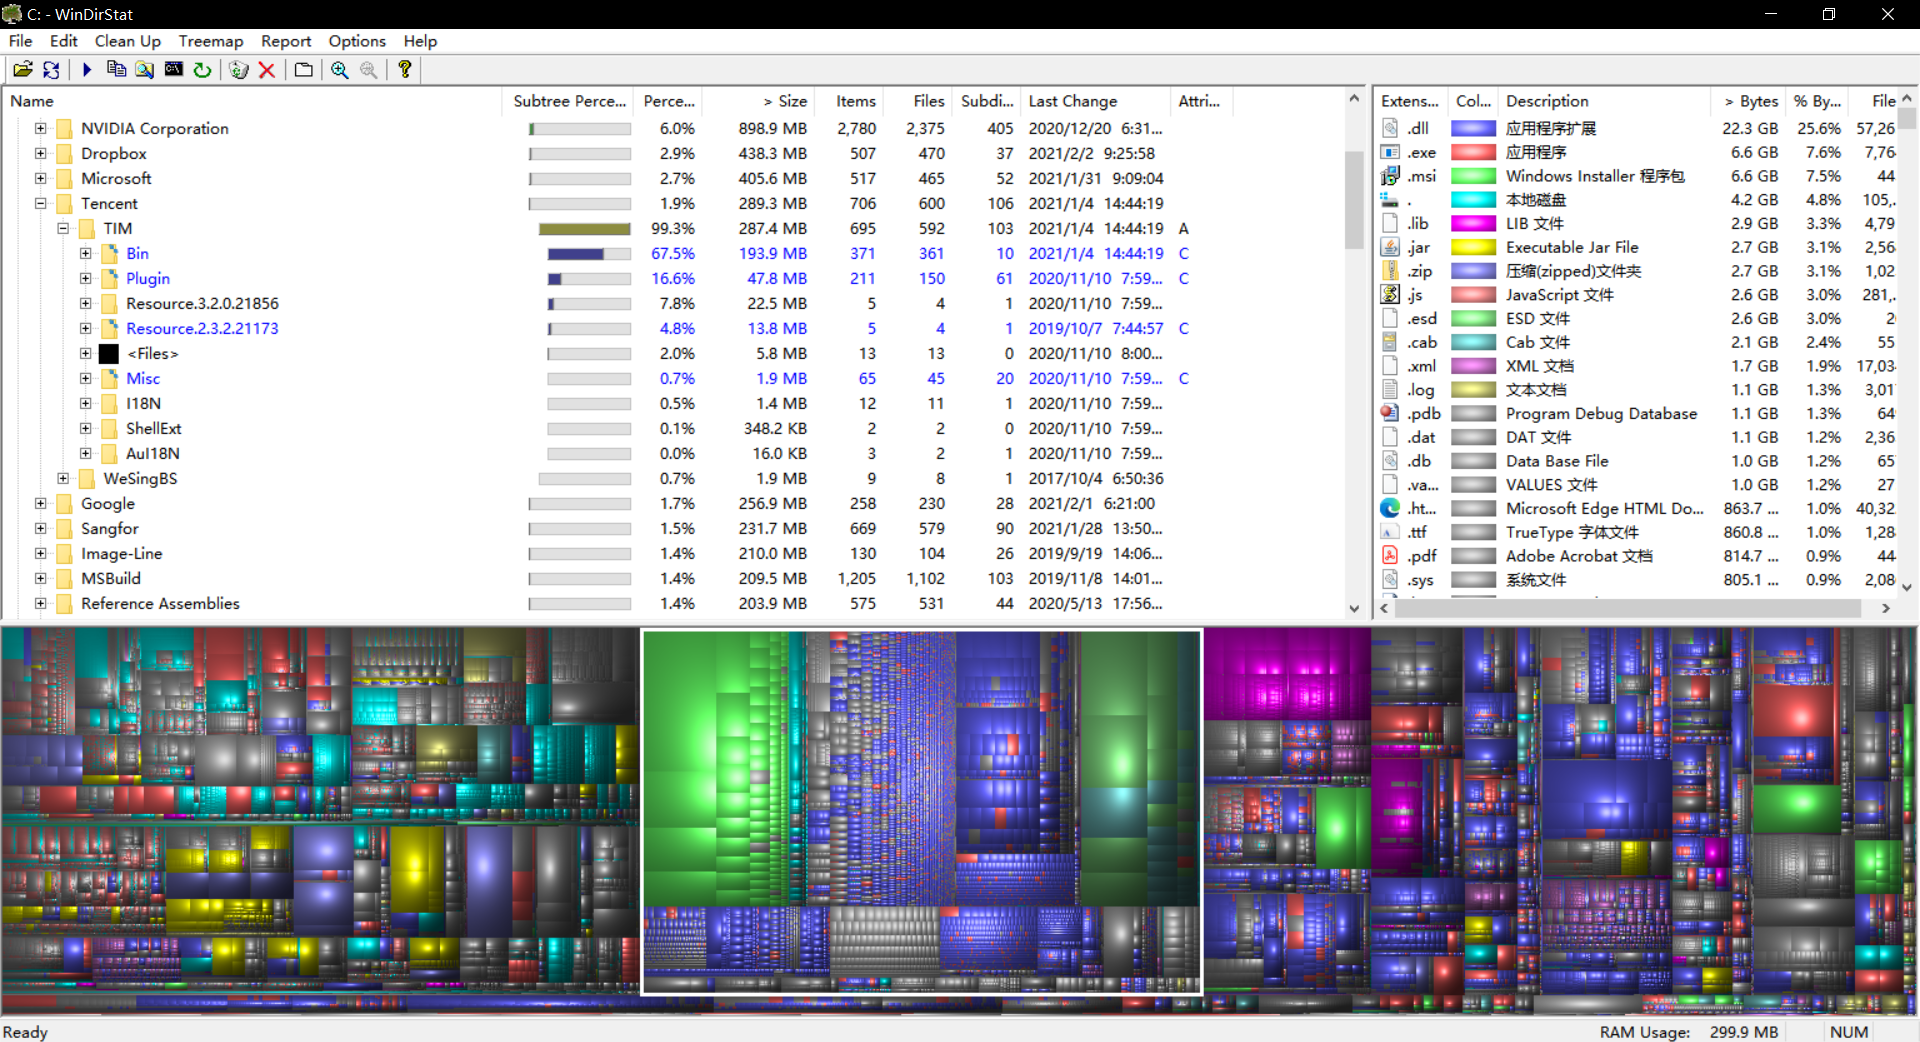 C: - WinDirStat
File Edit Clean Up Treemap Report Options Help
Name Subtree Perce... Perce... > Size Items Files Subdi... Last Change Attri...
NVIDIA Corporation 6.0% 898.9 MB 2,780 2,375 405 2020/12/20 6:31...
Dropbox 2.9% 438.3 MB 507 470 37 2021/2/2 9:25:58
Microsoft 2.7% 405.6 MB 517 465 52 2021/1/31 9:09:04
Tencent 1.9% 289.3 MB 706 600 106 2021/1/4 14:44:19
TIM 99.3% 287.4 MB 695 592 103 2021/1/4 14:44:19 A
Bin 67.5% 193.9 MB 371 361 10 2021/1/4 14:44:19 C
Plugin 16.6% 47.8 MB 211 150 61 2020/11/10 7:59... C
Resource.3.2.0.21856 7.8% 22.5 MB 5 4 1 2020/11/10 7:59...
Resource.2.3.2.21173 4.8% 13.8 MB 5 4 1 2019/10/7 7:44:57 C
<Files> 2.0% 5.8 MB 13 13 0 2020/11/10 8:00...
Misc 0.7% 1.9 MB 65 45 20 2020/11/10 7:59... C
I18N 0.5% 1.4 MB 12 11 1 2020/11/10 7:59...
ShellExt 0.1% 348.2 KB 2 2 0 2020/11/10 7:59...
AuI18N 0.0% 16.0 KB 3 2 1 2020/11/10 7:59...
WeSingBS 0.7% 1.9 MB 9 8 1 2017/10/4 6:50:36
Google 1.7% 256.9 MB 258 230 28 2021/2/1 6:21:00
Sangfor 1.5% 231.7 MB 669 579 90 2021/1/28 13:50...
Image-Line 1.4% 210.0 MB 130 104 26 2019/9/19 14:06...
MSBuild 1.4% 209.5 MB 1,205 1,102 103 2019/11/8 14:01...
Reference Assemblies 1.4% 203.9 MB 575 531 44 2020/5/13 17:56...
Extens... Col... Description > Bytes % By... File
.dll 应用程序扩展 22.3 GB 25.6% 57,26
.exe 应用程序 6.6 GB 7.6% 7,76
.msi Windows Installer 程序包 6.6 GB 7.5% 44
. 本地磁盘 4.2 GB 4.8% 105,.
.lib LIB 文件 2.9 GB 3.3% 4,79
.jar Executable Jar File 2.7 GB 3.1% 2,56
.zip 压缩(zipped)文件夹 2.7 GB 3.1% 1,02
.js JavaScript 文件 2.6 GB 3.0% 281,.
.esd ESD 文件 2.6 GB 3.0% 2
.cab Cab 文件 2.1 GB 2.4% 55
.xml XML 文档 1.7 GB 1.9% 17,03
.log 文本文档 1.1 GB 1.3% 3,01
.pdb Program Debug Database 1.1 GB 1.3% 64
.dat DAT 文件 1.1 GB 1.2% 2,36
.db Data Base File 1.0 GB 1.2% 65
.va... VALUES 文件 1.0 GB 1.2% 27
.ht... Microsoft Edge HTML Do... 863.7 ... 1.0% 40,32
.ttf TrueType 字体文件 860.8 ... 1.0% 1,28
.pdf Adobe Acrobat 文档 814.7 ... 0.9% 44
.sys 系统文件 805.1 ... 0.9% 2,08
Ready RAM Usage: 299.9 MB NUM